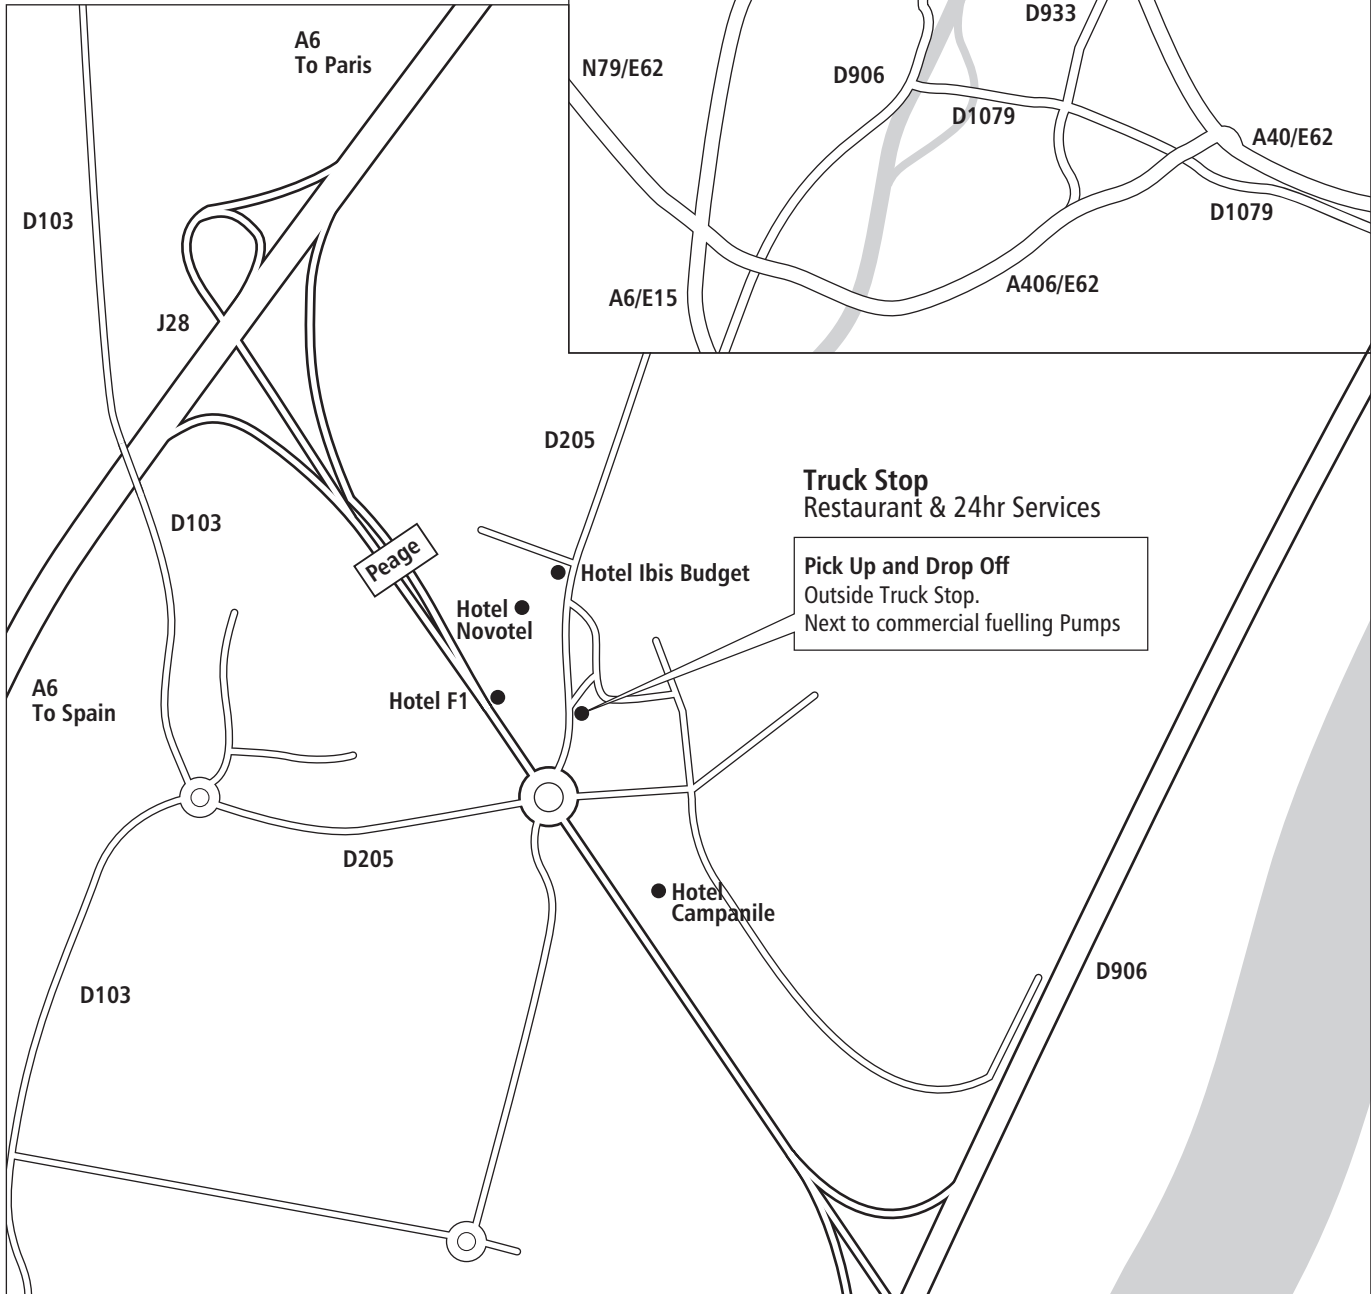 A6
To Paris
D933
N79/E62
D906
D1079
A40/E62
D103
D1079
A6/E15
A406/E62
J28
D205
Truck Stop
Restaurant & 24hr Services
D103
Peage
Pick Up and Drop Off
Outside Truck Stop.
Next to commercial fuelling Pumps
Hotel Ibis Budget
Hotel
Novotel
A6
To Spain
Hotel F1
D205
Hotel
Campanile
D906
D103